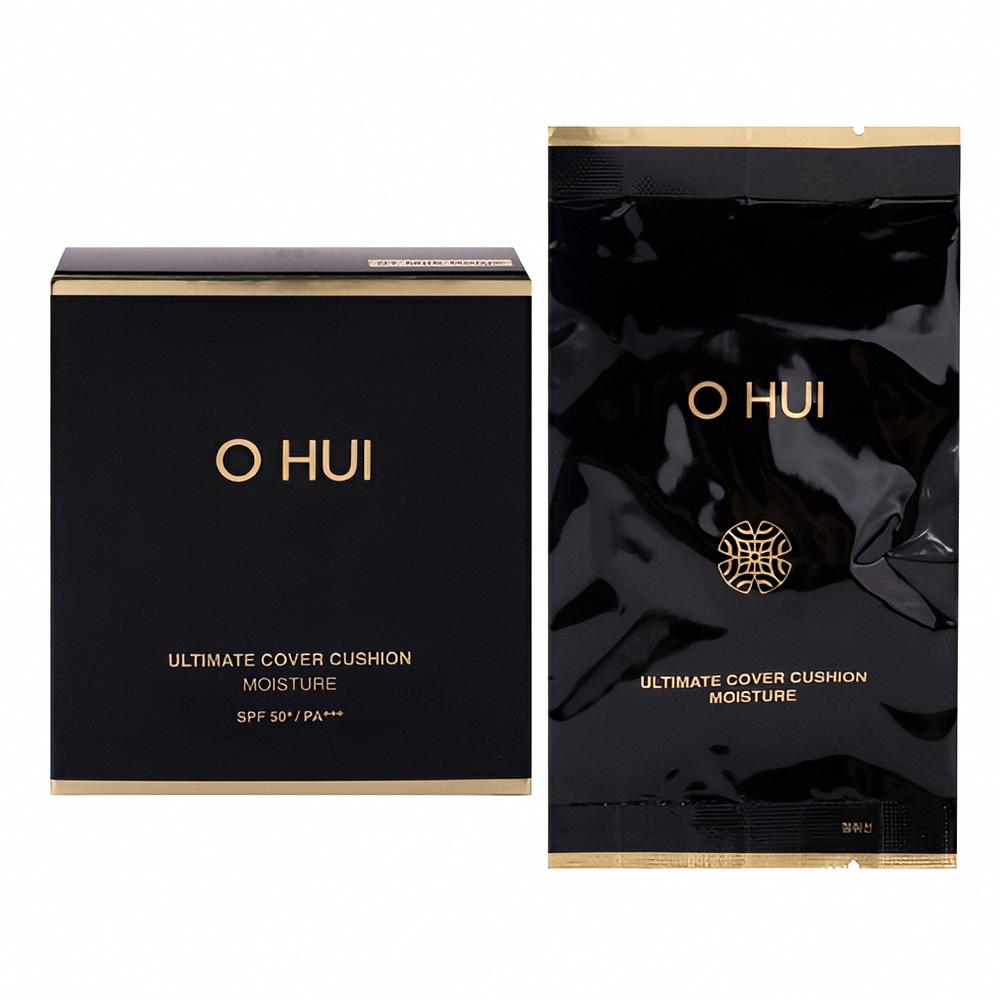 O HUI
ULTIMATE COVER CUSHION
MOISTURE
SPF 50+/PA+++
O HUI
ULTIMATE COVER CUSHION
MOISTURE